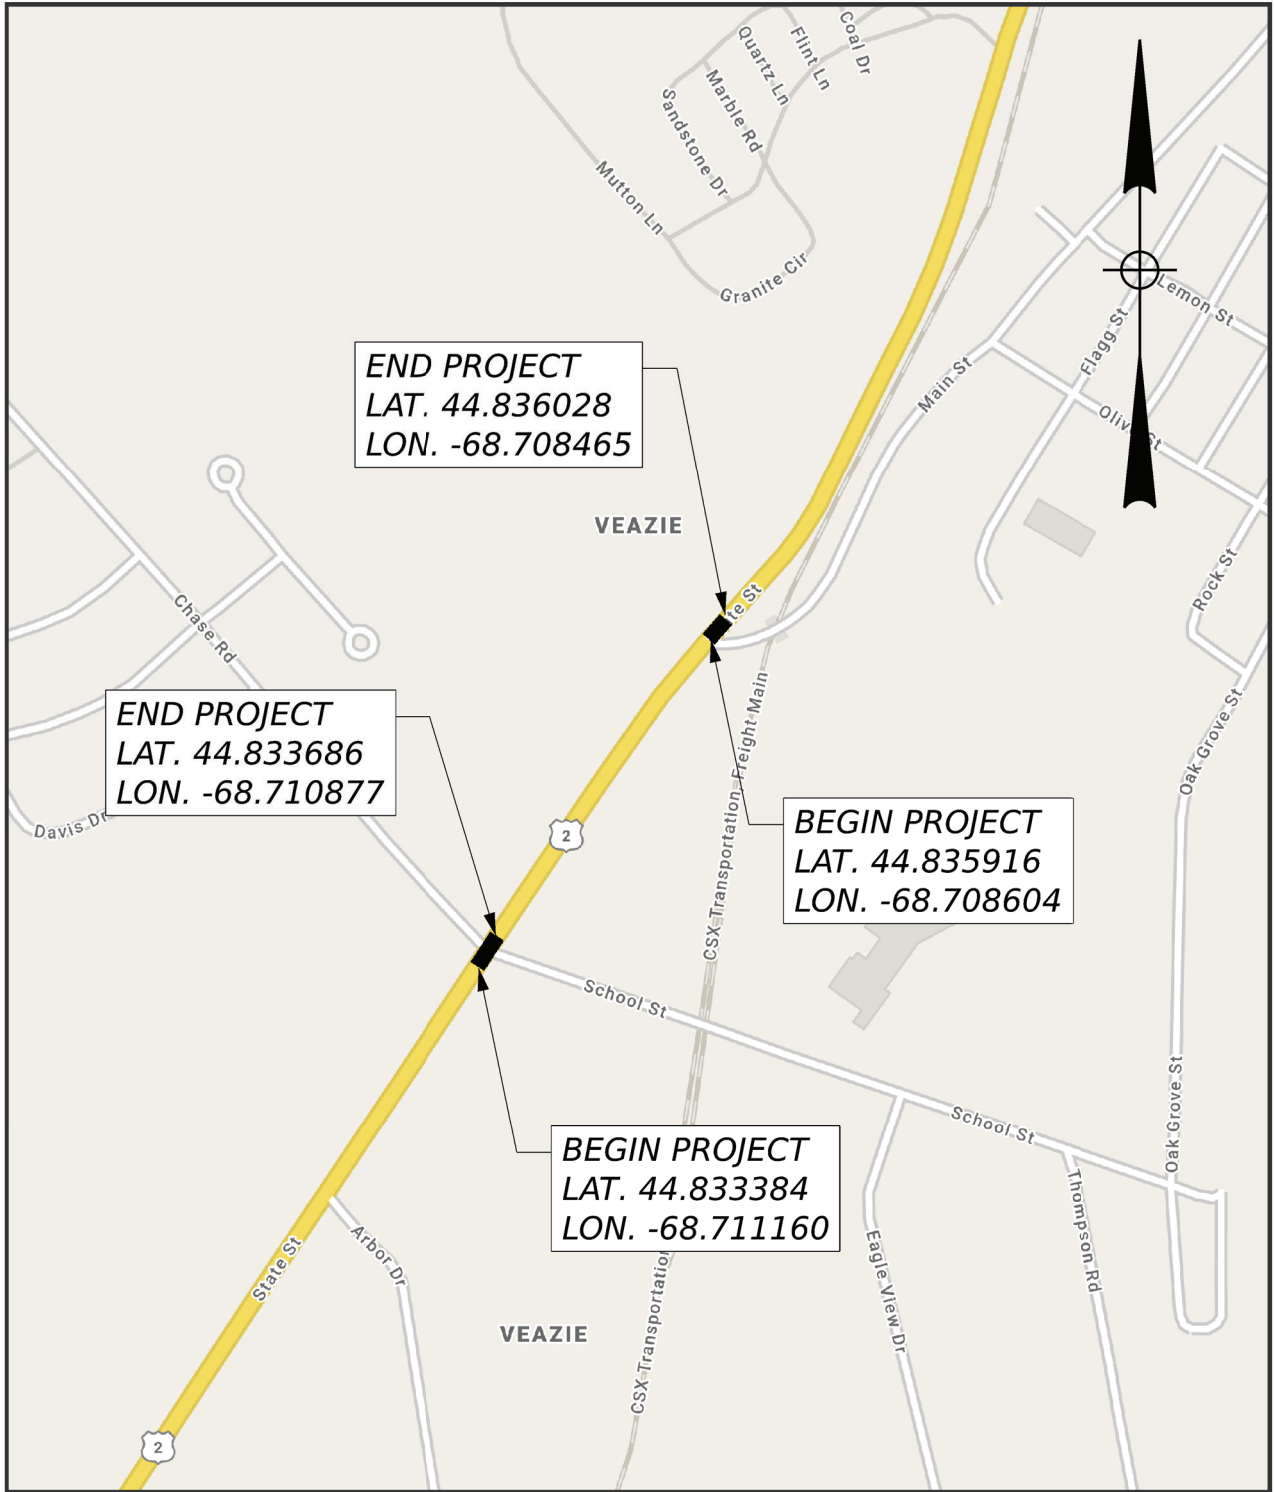 Coal Dr
Flint Ln
Quartz Ln
Marble Rd
Sandstone Dr
Mutton Ln
Granite Cir
Lemon St
Flagg St
Main St
END PROJECT
LAT. 44.836028
LON. -68.708465
VEAZIE
Rock St
Chase Rd
Oak Grove St
END PROJECT
LAT. 44.833686
LON. -68.710877
Davis Dr
2
CSX Transportation, Freight Main
BEGIN PROJECT
LAT. 44.835916
LON. -68.708604
School St
School St
Oak Grove St
BEGIN PROJECT
LAT. 44.833384
LON. -68.711160
Thompson Rd
State St
Arbor Dr
Eagle View Dr
VEAZIE
CSX Transportation
2